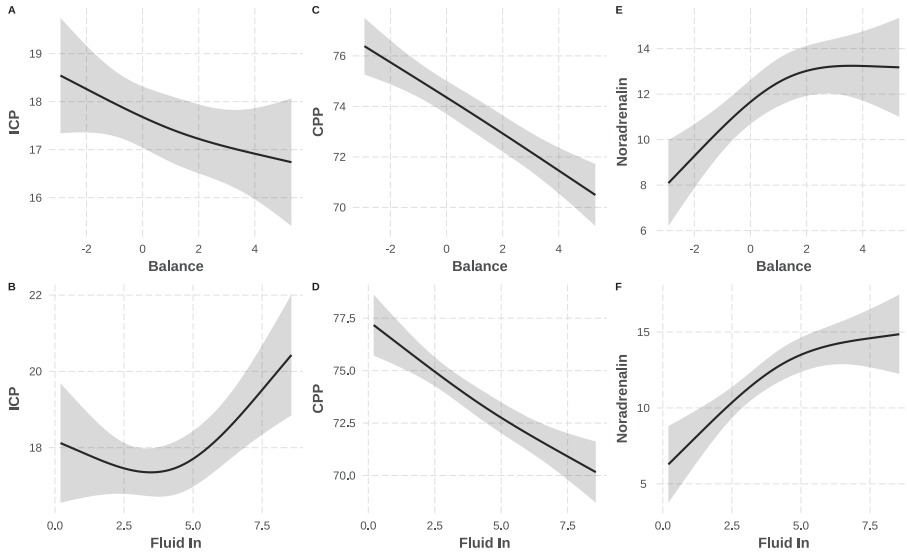 A
ICP
19
18
17
16
-2 0 2 4
Balance
C
CPP
76
74
72
70
-2 0 2 4
Balance
E
Noradrenalin
14
12
10
8
6
-2 0 2 4
Balance
B
ICP
22
20
18
0.0 2.5 5.0 7.5
Fluid In
D
CPP
77.5
75.0
72.5
70.0
0.0 2.5 5.0 7.5
Fluid In
F
Noradrenalin
15
10
5
0.0 2.5 5.0 7.5
Fluid In